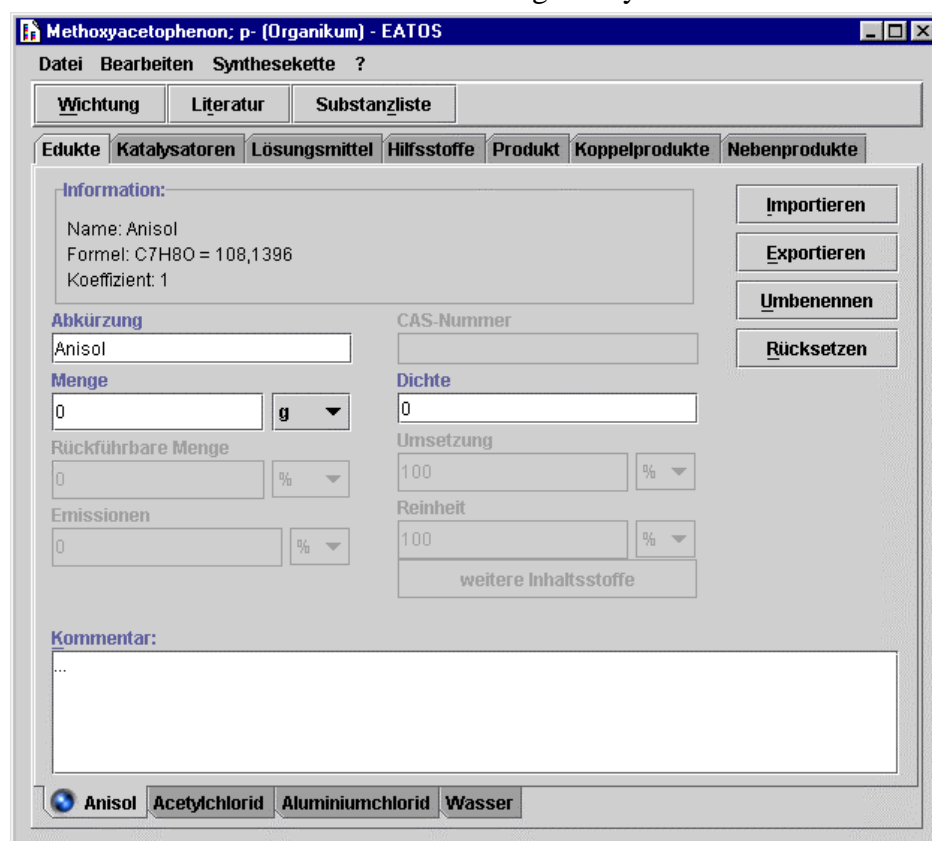 Methoxyacetophenon; p- (Organikum) - EATOS
Datei Bearbeiten Synthesekette ?
Wichtung Literatur Substanzliste
Edukte Katalysatoren Lösungsmittel Hilfsstoffe Produkt Koppelprodukte Nebenprodukte
Information:
Name: Anisol
Formel: C7H8O = 108,1396
Koeffizient: 1
Importieren
Exportieren
Umbenennen
Rücksetzen
Abkürzung CAS-Nummer
Anisol
Menge Dichte
0 g 0
Rückführbare Menge Umsetzung
0 % 100 %
Emissionen Reinheit
0 % 100 %
weitere Inhaltsstoffe
Kommentar:
...
Anisol Acetylchlorid Aluminiumchlorid Wasser